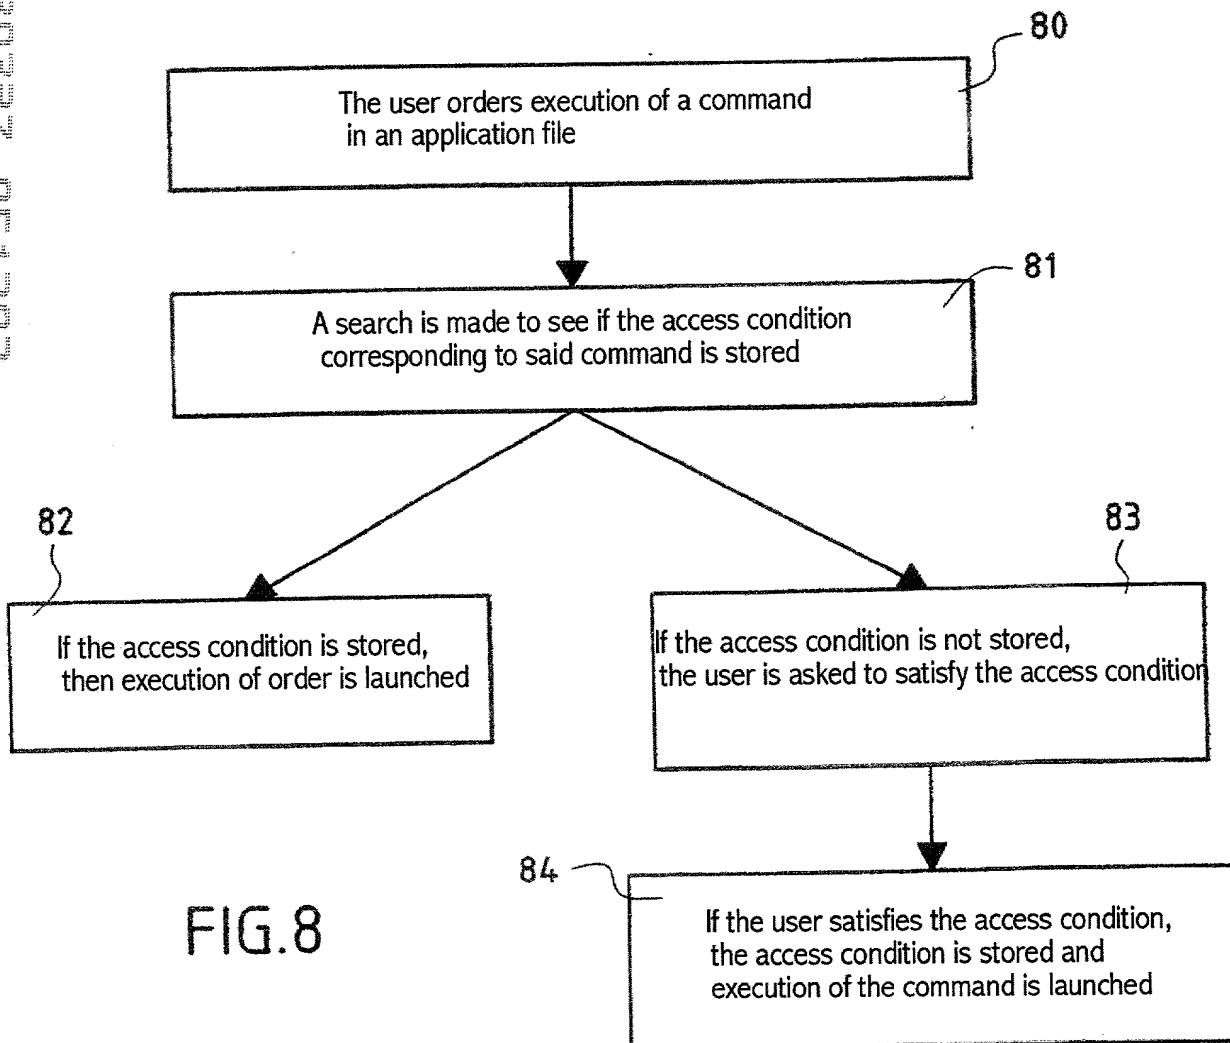 80
The user orders execution of a command
in an application file
81
A search is made to see if the access condition
corresponding to said command is stored
82
If the access condition is stored,
then execution of order is launched
83
If the access condition is not stored,
the user is asked to satisfy the access condition
84
If the user satisfies the access condition,
the access condition is stored and
execution of the command is launched
FIG.8